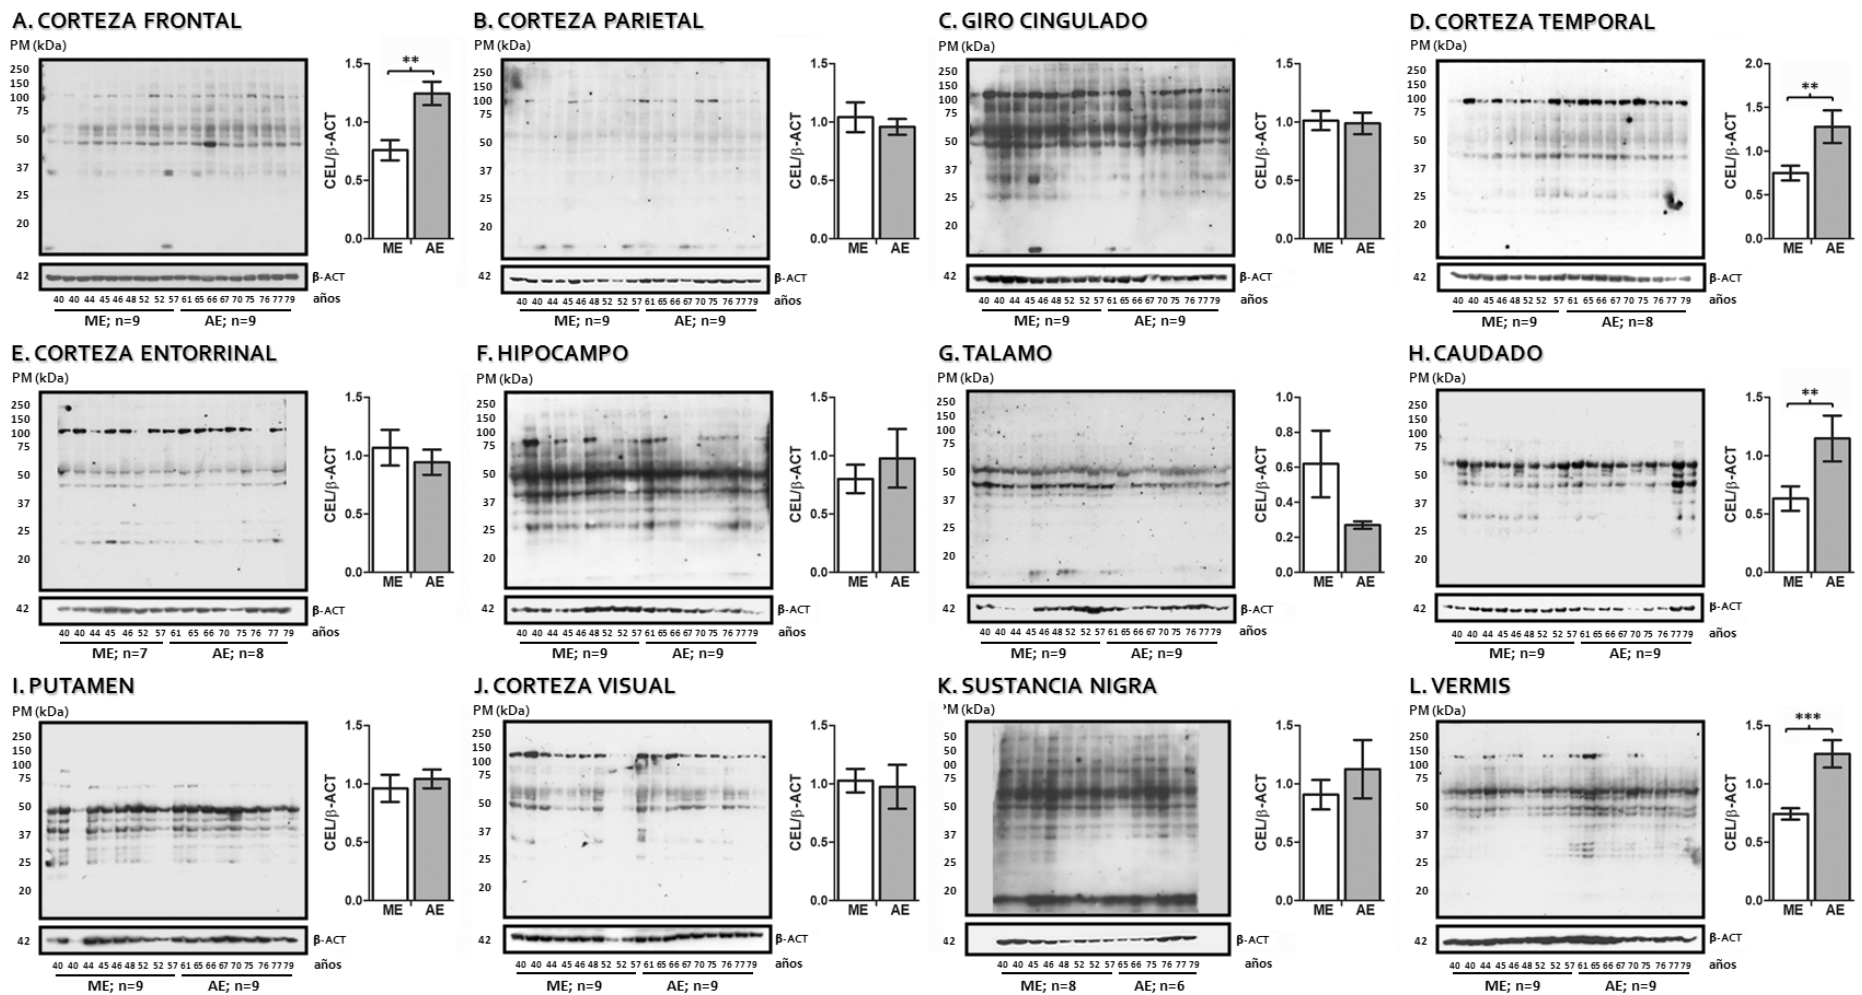 A. CORTEZA FRONTAL
PM (kDa)
250
150
100
75
50
37
25
20
42
β-ACT
40 40 44 44 45 46 48 52 52 57 61 65 66 67 70 75 76 77 79
años
ME; n=9
AE; n=9
1.5
1.0
0.5
0.0
CEL/β-ACT
**
ME
AE
B. CORTEZA PARIETAL
PM (kDa)
250
150
100
75
50
37
25
20
42
β-ACT
40 40 44 45 48 52 52 57 61 65 66 67 70 75 76 77 79
ME; n=9
AE; n=9
1.5
1.0
0.5
0.0
CEL/β-ACT
ME
AE
C. GIRO CINGULADO
PM (kDa)
250
150
100
75
50
37
25
20
42
β-ACT
40 40 44 45 48 52 52 57 61 65 66 67 70 75 76 77 79
años
ME; n=9
AE; n=9
1.5
1.0
0.5
0.0
CEL/β-ACT
ME
AE
D. CORTEZA TEMPORAL
PM (kDa)
250
150
100
75
50
37
25
20
42
β-ACT
40 40 45 46 48 52 52 57 61 65 66 67 70 75 76 77 79
años
ME; n=9
AE; n=8
2.0
1.5
1.0
0.5
0.0
CEL/β-ACT
**
ME
AE
E. CORTEZA ENTORRINAL
PM (kDa)
250
150
100
75
50
37
25
20
42
β-ACT
40 40 44 45 46 52 57 61 65 66 70 75 76 77 79
años
ME; n=7
AE; n=8
1.5
1.0
0.5
0.0
CEL/β-ACT
ME
AE
F. HIPOCAMPO
PM (kDa)
250
150
100
75
50
37
25
20
42
β-ACT
40 40 44 45 46 48 52 52 57 61 65 66 67 70 75 76 77 79
ME; n=9
AE; n=9
1.5
1.0
0.5
0.0
CEL/β-ACT
ME
AE
G. TALAMO
PM (kDa)
250
150
100
75
50
37
25
20
42
β-ACT
40 40 44 45 46 48 52 52 57 61 65 66 67 70 75 76 77 79
años
ME; n=9
AE; n=9
1.0
0.8
0.6
0.4
0.2
0.0
CEL/β-ACT
ME
AE
H. CAUDADO
PM (kDa)
250
150
100
75
50
37
25
20
42
β-ACT
40 40 44 45 46 48 52 52 57 61 65 66 67 70 75 76 77 79
años
ME; n=9
AE; n=9
1.5
1.0
0.5
0.0
CEL/β-ACT
**
ME
AE
I. PUTAMEN
PM (kDa)
250
150
100
75
50
37
25
20
42
β-ACT
40 40 44 45 46 48 52 52 57 61 65 66 67 70 75 76 77 79
años
ME; n=9
AE; n=9
1.5
1.0
0.5
0.0
CEL/β-ACT
ME
AE
J. CORTEZA VISUAL
PM (kDa)
250
150
100
75
50
37
25
20
42
β-ACT
40 40 44 45 46 48 52 52 57 61 65 66 67 70 75 76 77 79
ME; n=9
AE; n=9
1.5
1.0
0.5
0.0
CEL/β-ACT
ME
AE
K. SUSTANCIA NIGRA
PM (kDa)
50
50
00
75
50
37
25
20
42
β-ACT
40 40 45 46 48 52 52 57 65 66 75 76 77 79
años
ME; n=8
AE; n=6
1.5
1.0
0.5
0.0
CEL/β-ACT
ME
AE
L. VERMIS
PM (kDa)
250
150
100
75
50
37
25
20
42
β-ACT
40 40 44 45 46 48 52 52 57 61 65 66 67 70 75 76 77 79
años
ME; n=9
AE; n=9
1.5
1.0
0.5
0.0
CEL/β-ACT
***
ME
AE